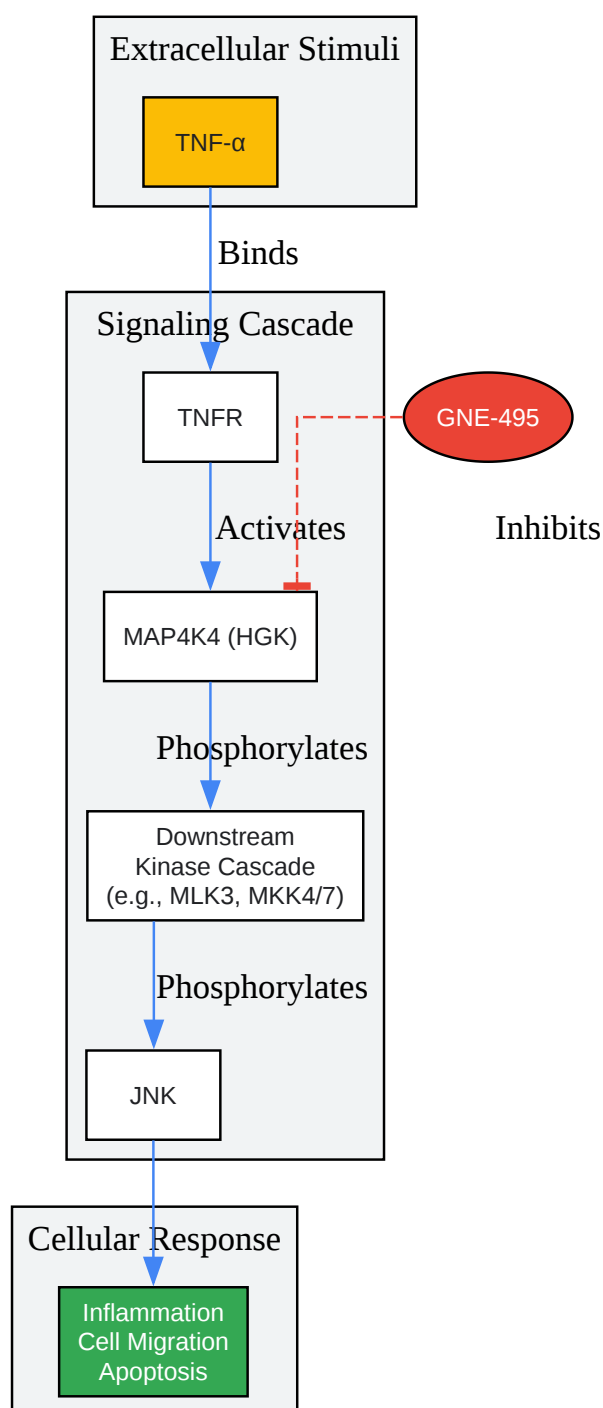 Extracellular Stimuli
TNF-α
Binds
Signaling Cascade
TNFR
GNE-495
Activates
Inhibits
MAP4K4 (HGK)
Phosphorylates
Downstream
Kinase Cascade
(e.g., MLK3, MKK4/7)
Phosphorylates
JNK
Cellular Response
Inflammation
Cell Migration
Apoptosis